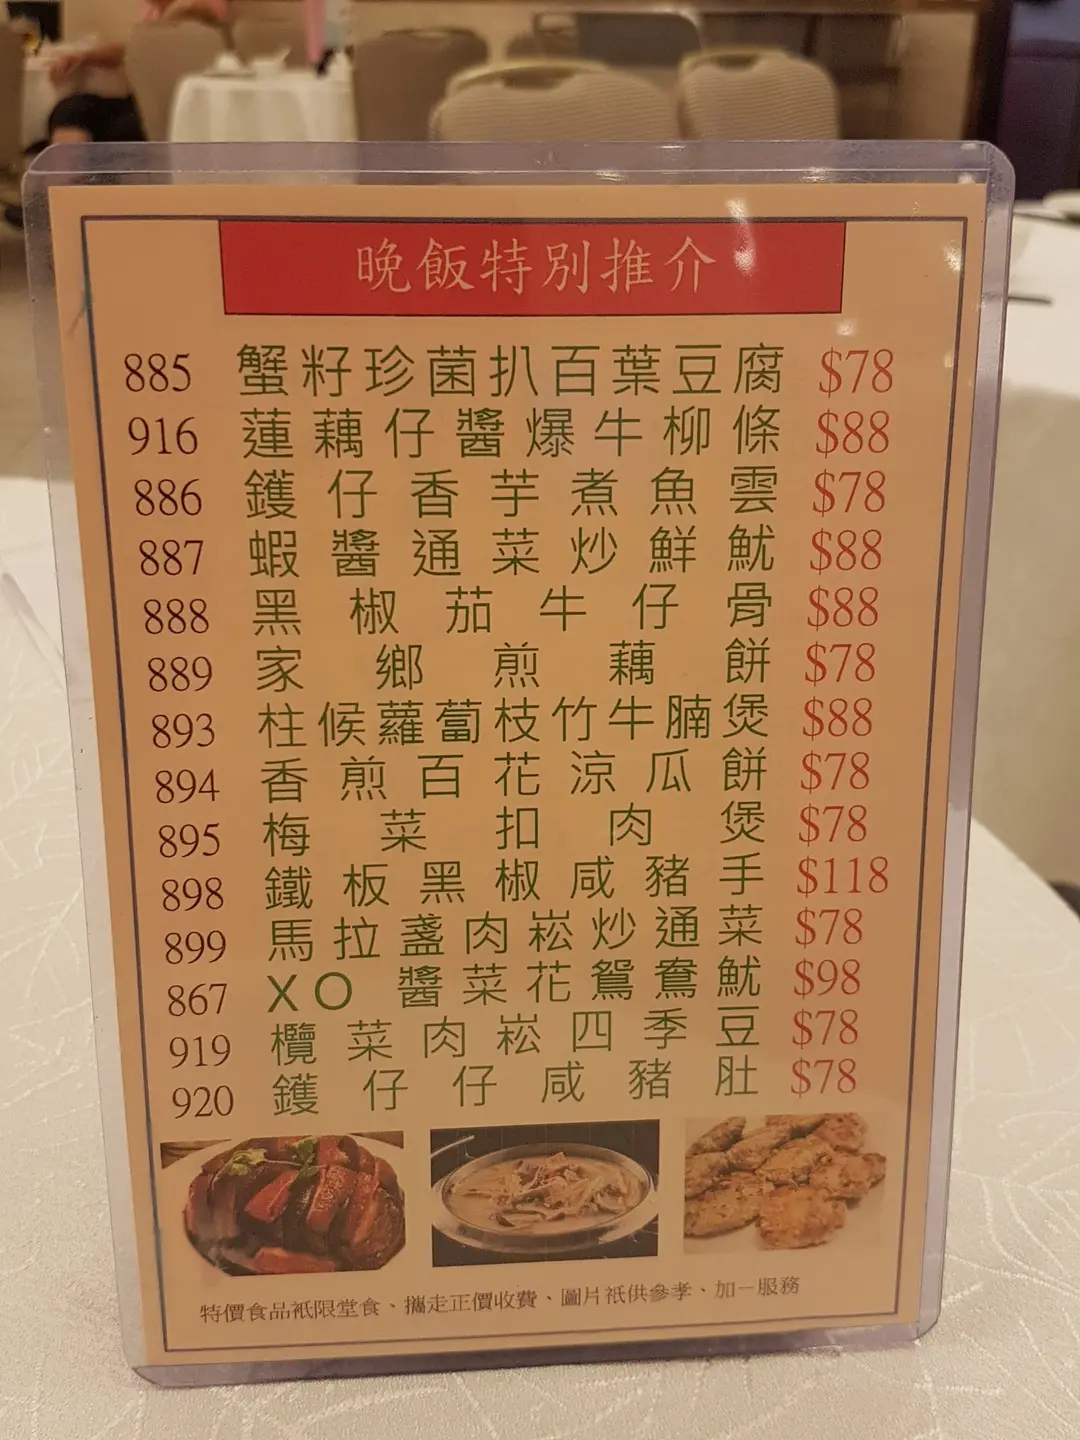 晚飯特別推介
885 蟹籽珍菌扒百葉豆腐 $78
916 蓮藕仔醬爆牛柳條 $88
886 鑊仔香芋煮魚雲 $78
887 蝦醬通菜炒鮮魷 $88
888 黑椒茄牛仔骨 $88
889 家鄉煎藕餅 $78
893 柱候蘿蔔枝竹牛腩煲 $88
894 香煎百花涼瓜餅 $78
895 梅菜扣肉煲 $78
898 鐵板黑椒咸豬手 $118
899 馬拉盞肉崧炒通菜 $78
867 XO醬菜花鴛鴦魷 $98
919 欖菜肉崧四季豆 $78
920 鑊仔仔咸豬肚 $78
特價食品衹限堂食、攜走正價收費、圖片祇供參孝、加一服務